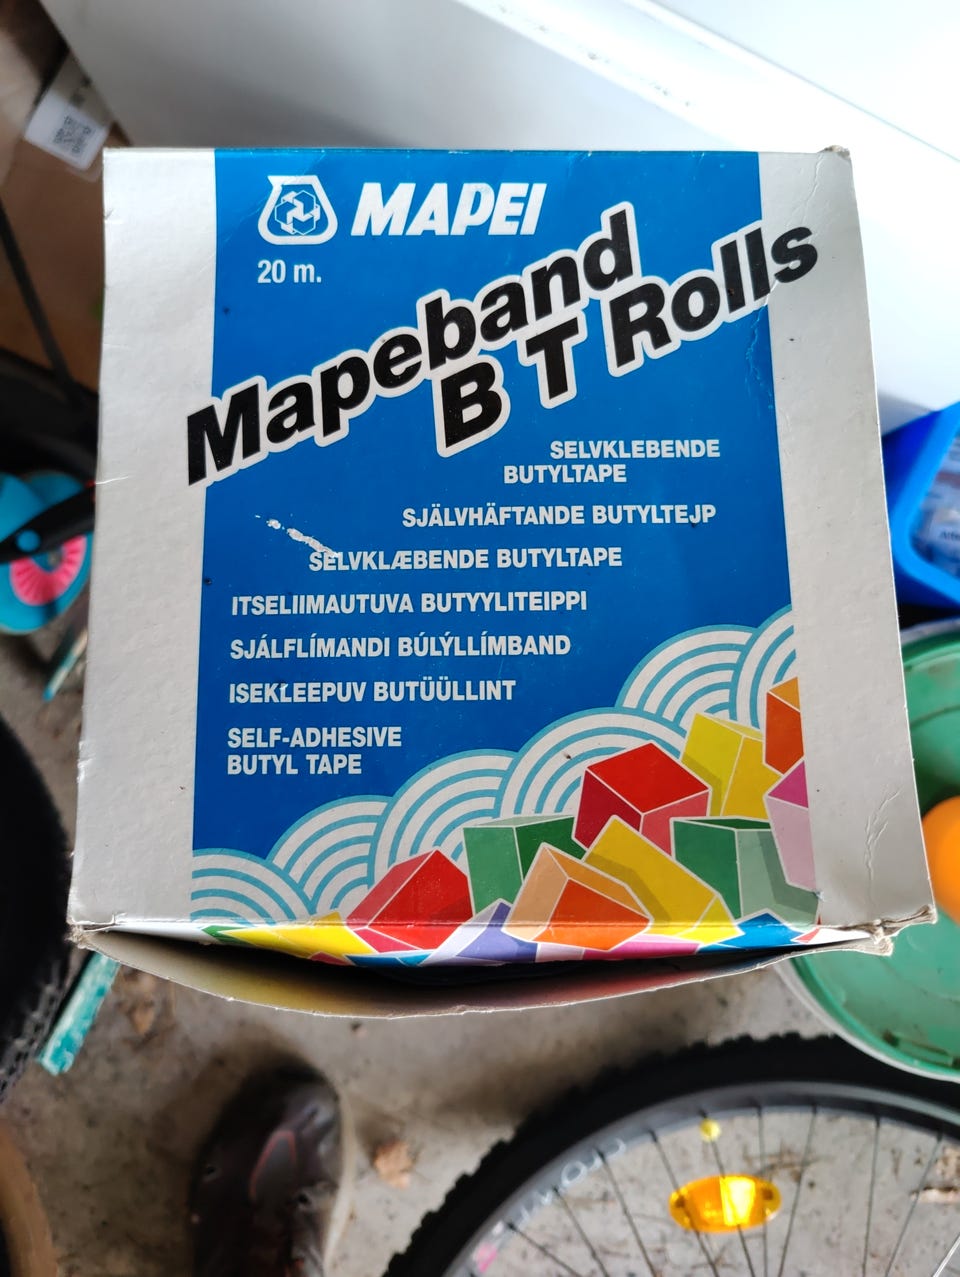 MAPEI
20 m.
Mapeband
B T Rolls
SELVKLEBENDE
BUTYLTAPE
SJÄLVHÄFTANDE BUTYLTEJP
SELVKLÆBENDE BUTYLTAPE
ITSELIIMAUTUVA BUTYYLITEIPPI
SJÁLFLÍMANDI BÚLÝLLÍMBAND
ISEKLEEPUV BUTÜÜLLINT
SELF-ADHESIVE
BUTYL TAPE